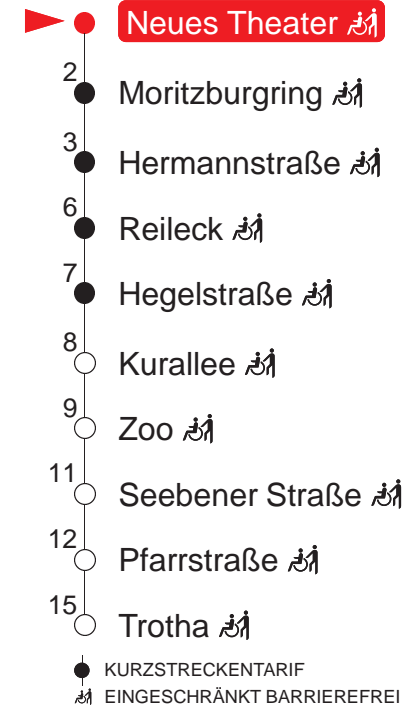 Neues Theater
2
Moritzburgring
3
Hermannstraße
6
Reileck
7
Hegelstraße
8
Kurallee
9
Zoo
11
Seebener Straße
12
Pfarrstraße
15
Trotha
KURZSTRECKENTARIF
EINGESCHRÄNKT BARRIEREFREI